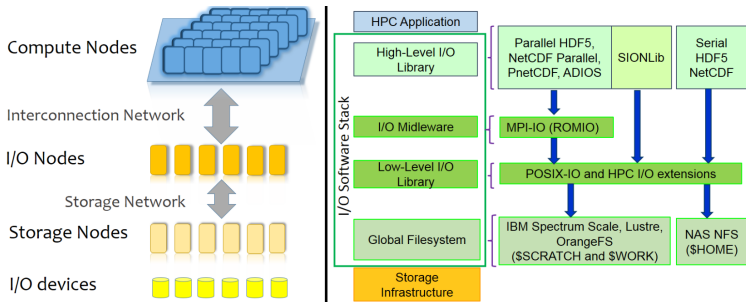 Compute Nodes
Interconnection Network
I/O Nodes
Storage Network
Storage Nodes
I/O devices
HPC Application
I/O Software Stack
High-Level I/O
Library
Parallel HDF5,
NetCDF Parallel,
PnetCDF, ADIOS
SIONLib
Serial
HDF5
NetCDF
I/O Midleware
MPI-IO (ROMIO)
Low-Level I/O
Library
POSIX-IO and HPC I/O extensions
Global Filesystem
IBM Spectrum Scale, Lustre,
OrangeFS
($SCRATCH and $WORK)
NAS NFS
($HOME)
Storage
Infrastructure